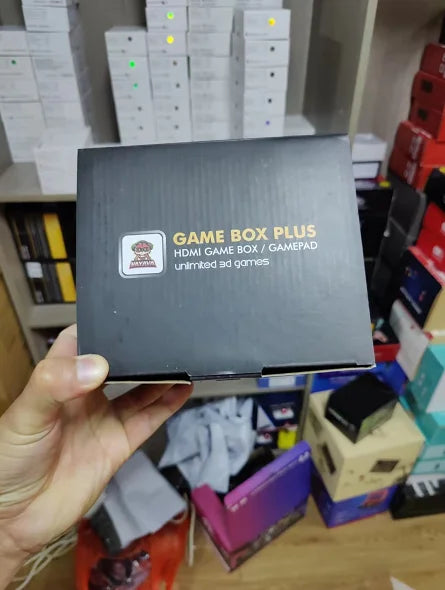 GAME BOX PLUS
HDMI GAME BOX / GAMEPAD
unlimited 3d games